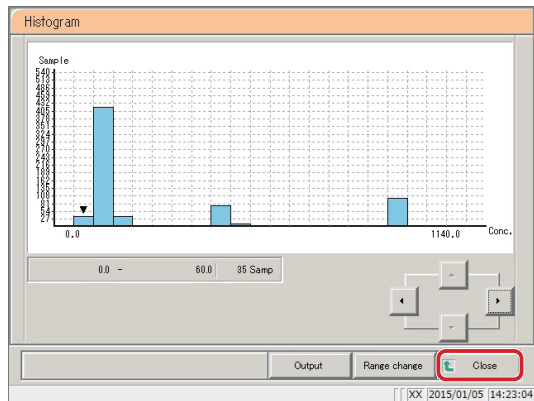 Histogram
Sample
540
513
486
459
432
405
378
351
324
297
270
243
216
189
162
135
108
81
54
27
0.0
1140.0
Conc.
0.0 - 60.0 35 Samp
Output
Range change
Close
XX 2015/01/05 14:23:04